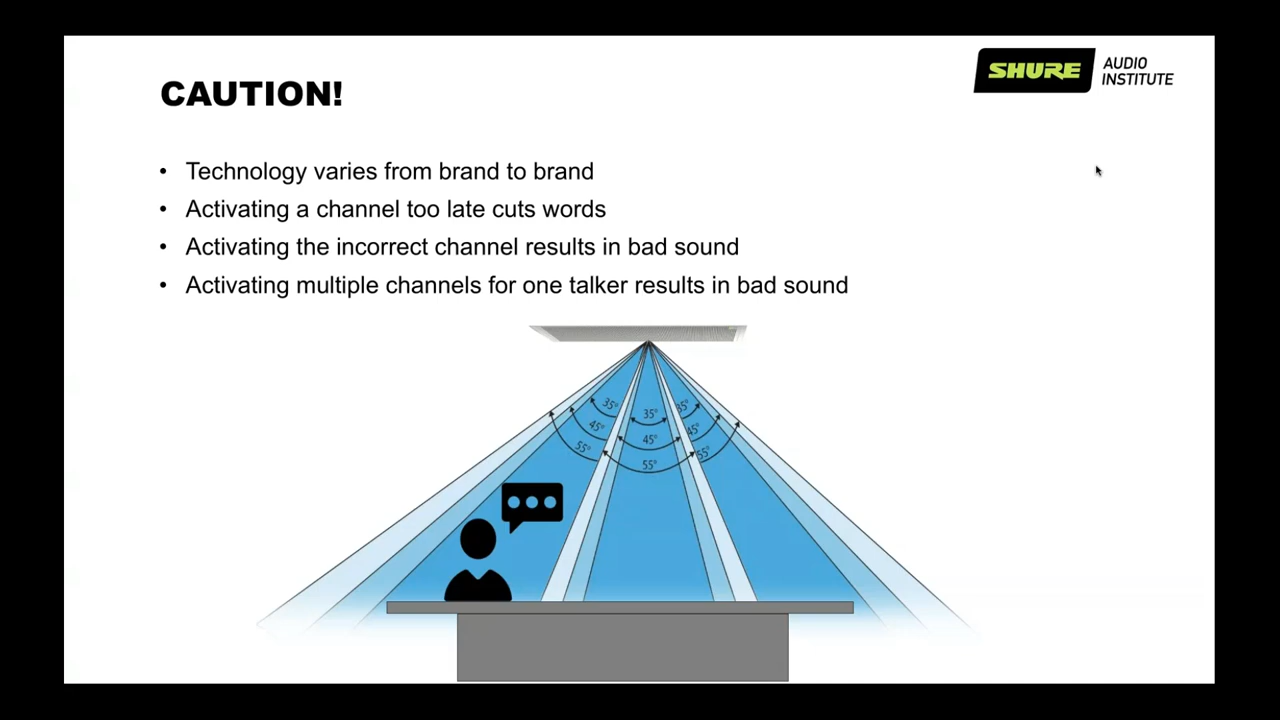 SHURE
AUDIO
INSTITUTE
CAUTION!
• Technology varies from brand to brand
• Activating a channel too late cuts words
• Activating the incorrect channel results in bad sound
• Activating multiple channels for one talker results in bad sound
35° 35° 35°
45° 45° 45°
55° 55° 55°